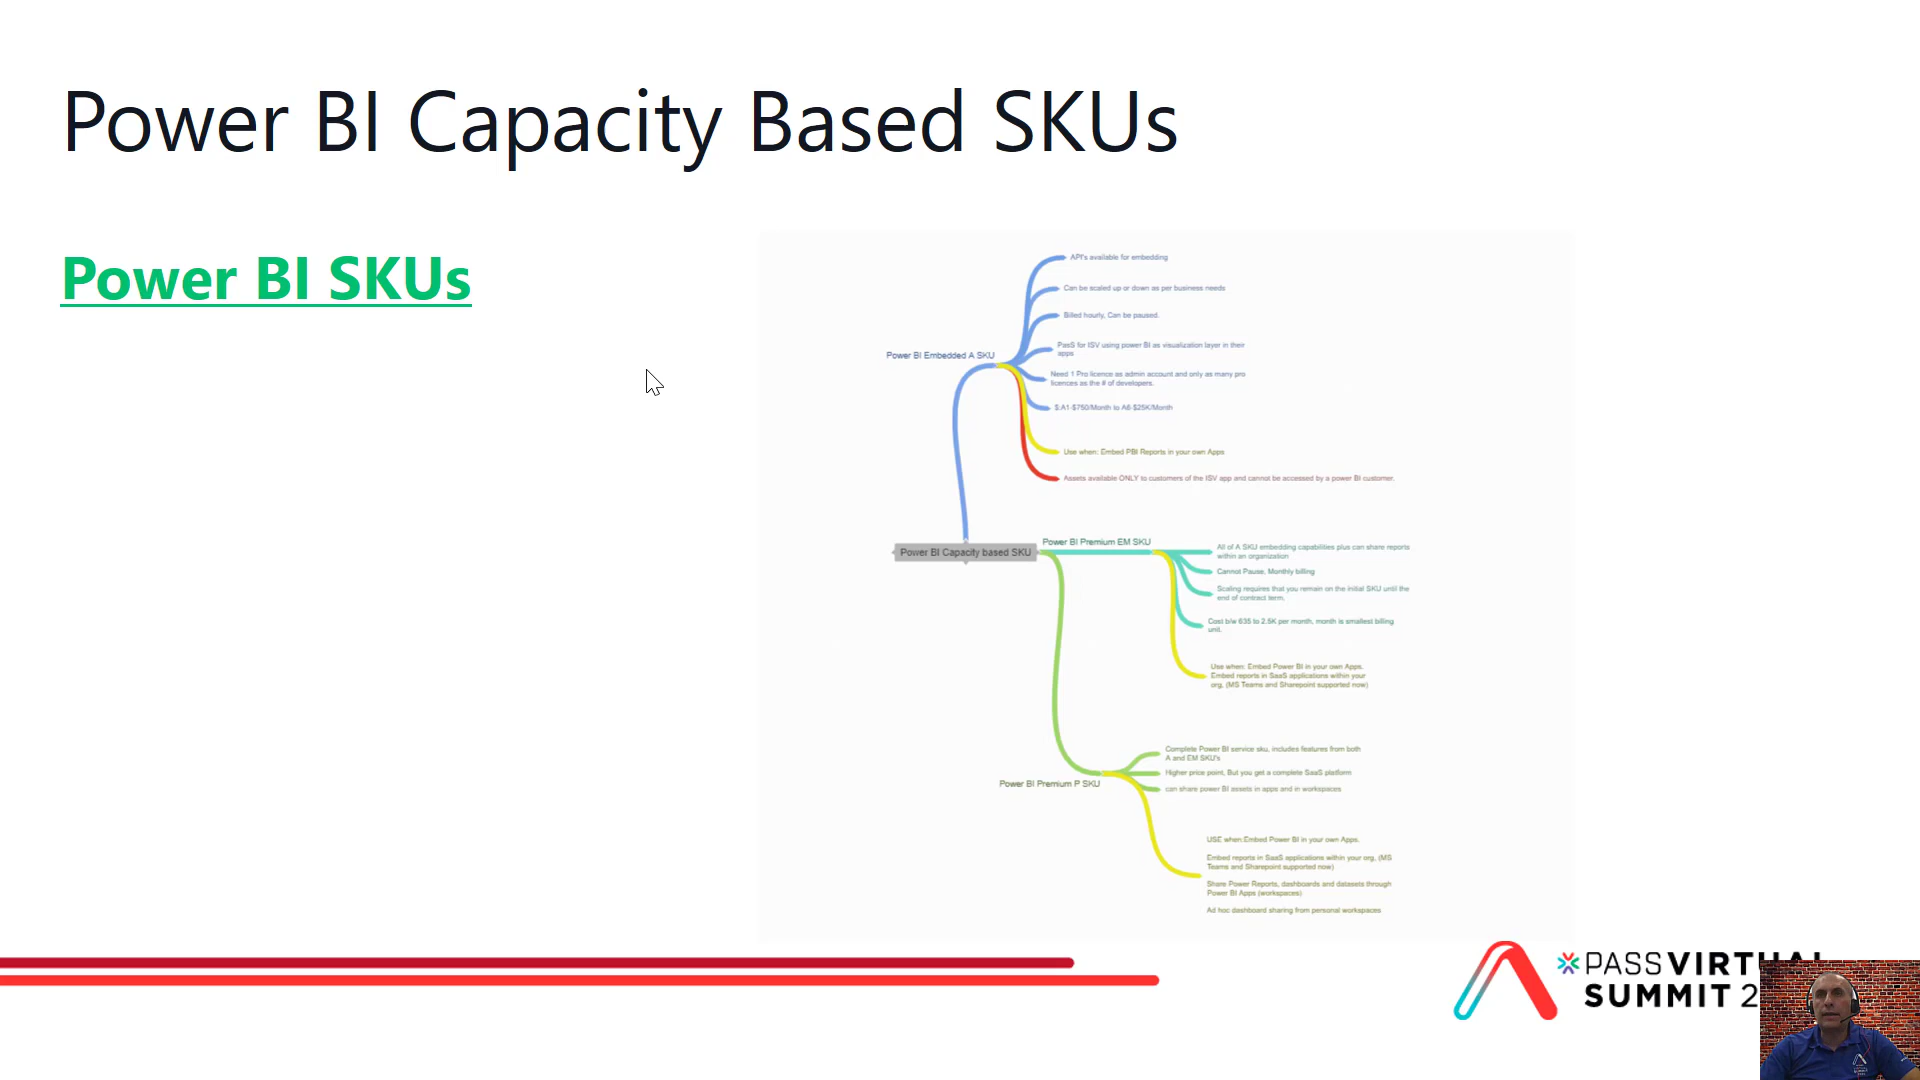 Power BI Capacity Based SKUs
Power BI SKUs
API's available for embedding
Can be scaled up or down as per business needs
Billed hourly, Can be paused.
PaaS for ISV using power BI as visualization layer in their
apps
Power BI Embedded A SKU
Need 1 Pro licence as admin account and only as many pro
licences as the # of developers.
$:A1-$750/Month to A6-$25K/Month
Use when: Embed PBI Reports in your own Apps
Assets available ONLY to customers of the ISV app and cannot be accessed by a power BI customer.
Power BI Capacity based SKU
Power BI Premium EM SKU
All of A SKU embedding capabilities plus can share reports
within an organization
Cannot Pause, Monthly billing
Scaling requires that you remain on the initial SKU until the
end of contract term.
Cost b/w 635 to 2.5K per month, month is smallest billing
unit.
Use when: Embed Power BI in your own Apps.
Embed reports in SaaS applications within your
org, (MS Teams and Sharepoint supported now)
Power BI Premium P SKU
Complete Power BI service sku, includes features from both
A and EM SKU's
Higher price point, But you get a complete SaaS platform
can share power BI assets in apps and in workspaces
USE when:Embed Power BI in your own Apps.
Embed reports in SaaS applications within your org, (MS
Teams and Sharepoint supported now)
Share Power Reports, dashboards and datasets through
Power BI Apps (workspaces)
Ad hoc dashboard sharing from personal workspaces
PASS VIRTUAL
SUMMIT 2